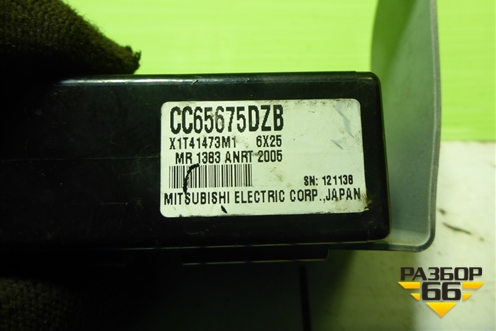 CC65675DZB
X1T41473M1 6X25
MR 1383 ANRT 2005
SN: 121138
MITSUBISHI ELECTRIC CORP.,JAPAN
РАЗБОР
66